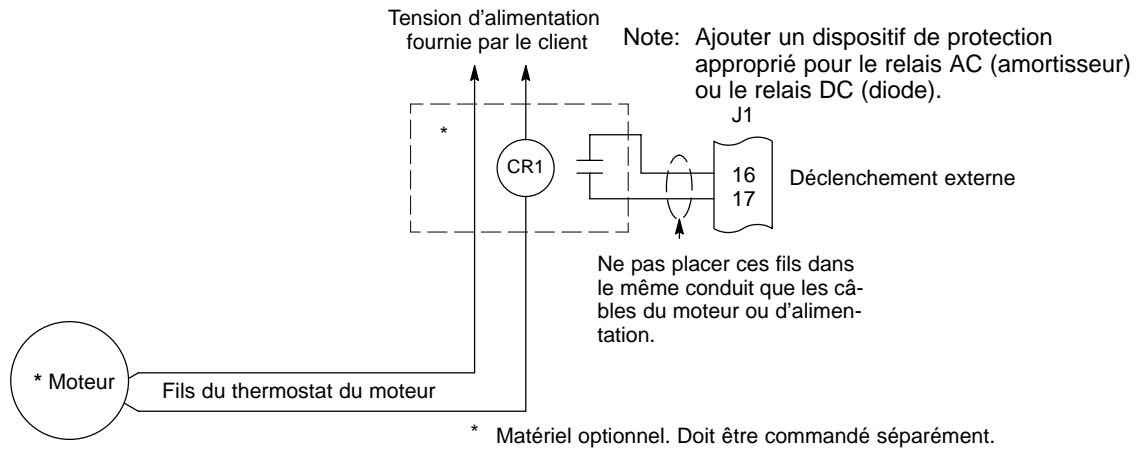 Tension d'alimentation
fournie par le client
Note: Ajouter un dispositif de protection
approprié pour le relais AC (amortisseur)
ou le relais DC (diode).
J1
*
CR1
16
17
Déclenchement externe
Ne pas placer ces fils dans
le même conduit que les câ-
bles du moteur ou d'alimen-
tation.
* Moteur
Fils du thermostat du moteur
* Matériel optionnel. Doit être commandé séparément.